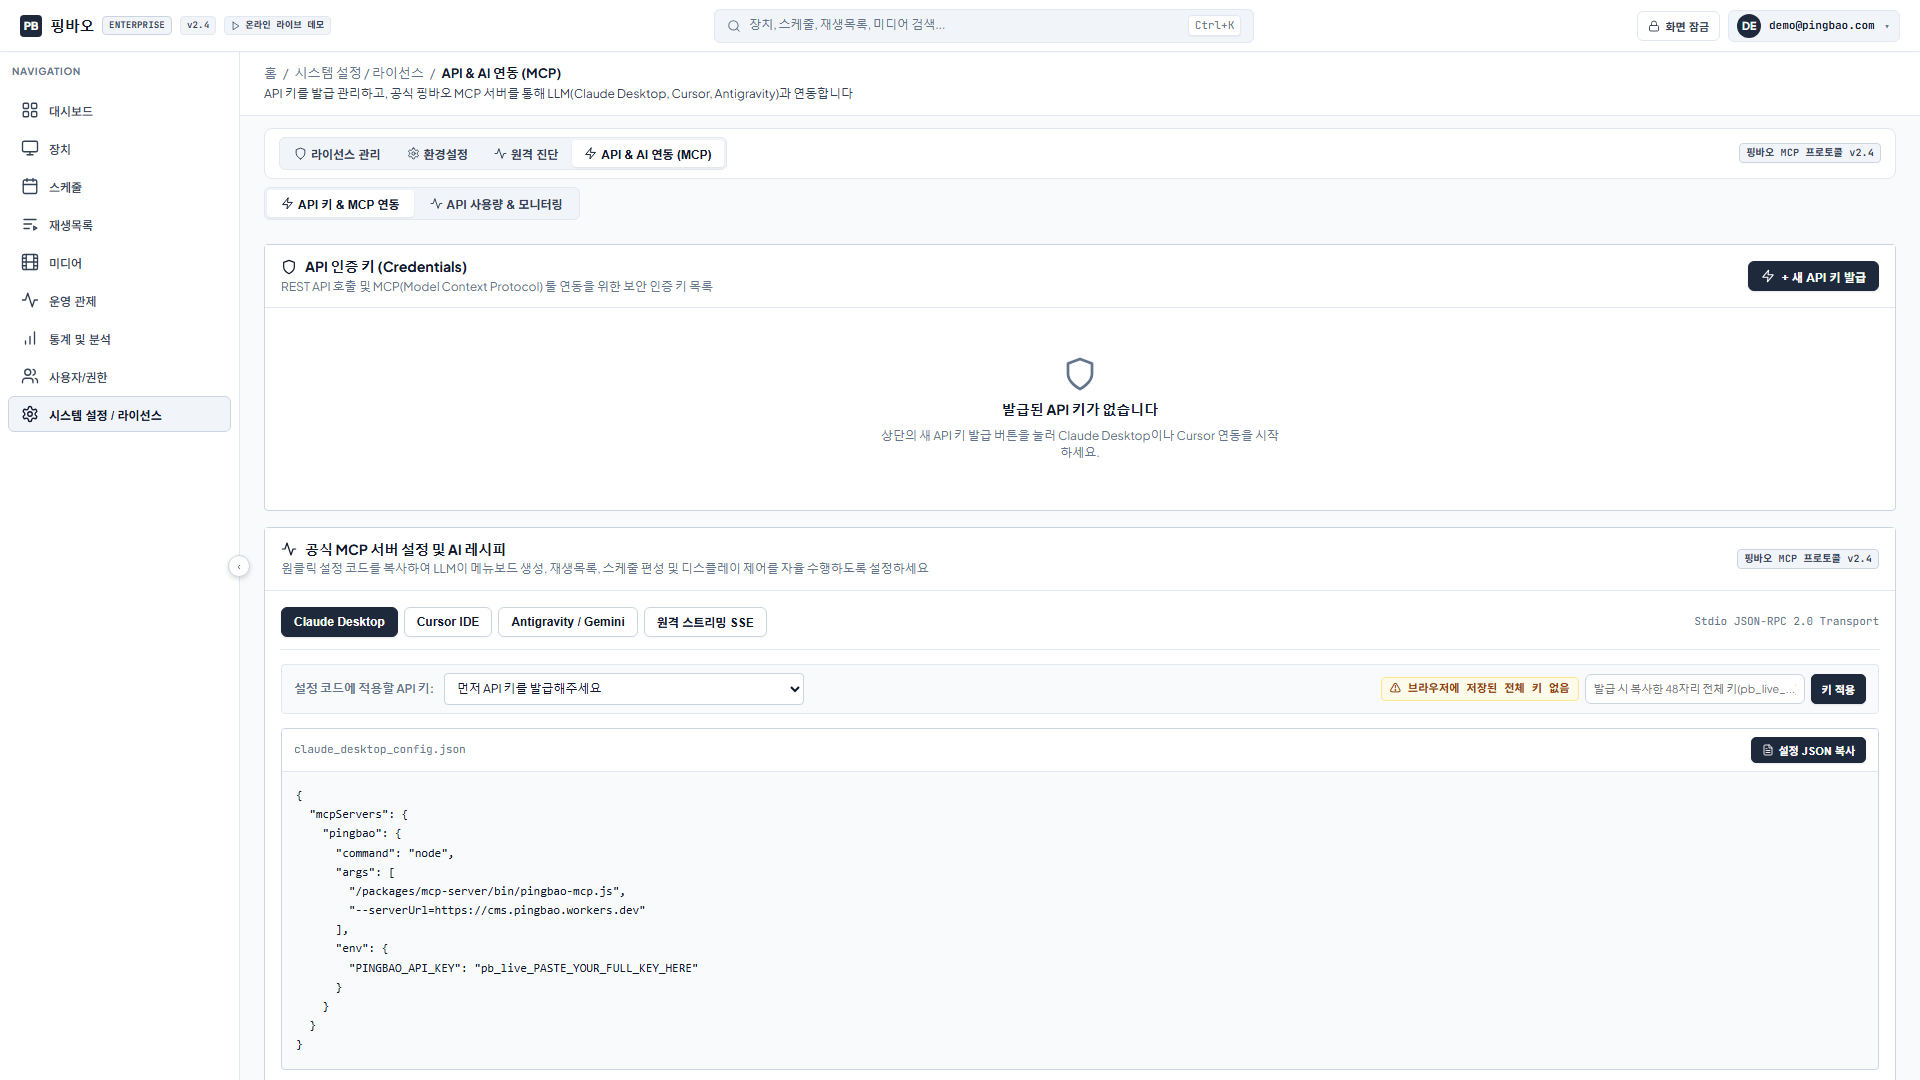 PB 핑바오 ENTERPRISE v2.4 온라인 라이브 데모
장치, 스케줄, 재생목록, 미디어 검색... Ctrl+K
화면 잠금
DE demo@pingbao.com
NAVIGATION
대시보드
장치
스케줄
재생목록
미디어
운영 관제
통계 및 분석
사용자/권한
시스템 설정 / 라이선스
홈 / 시스템 설정 / 라이선스 / API & AI 연동 (MCP)
API 키를 발급 관리하고, 공식 핑바오 MCP 서버를 통해 LLM(Claude Desktop, Cursor, Antigravity)과 연동합니다
라이선스 관리 환경설정 원격 진단 API & AI 연동 (MCP)
핑바오 MCP 프로토콜 v2.4
API 키 & MCP 연동 API 사용량 & 모니터링
API 인증 키 (Credentials)
REST API 호출 및 MCP(Model Context Protocol) 툴 연동을 위한 보안 인증 키 목록
+ 새 API 키 발급
발급된 API 키가 없습니다
상단의 새 API 키 발급 버튼을 눌러 Claude Desktop이나 Cursor 연동을 시작
하세요.
공식 MCP 서버 설정 및 AI 레시피
원클릭 설정 코드를 복사하여 LLM이 메뉴보드 생성, 재생목록, 스케줄 편성 및 디스플레이 제어를 자율 수행하도록 설정하세요
핑바오 MCP 프로토콜 v2.4
Claude Desktop Cursor IDE Antigravity / Gemini 원격 스트리밍 SSE
Stdio JSON-RPC 2.0 Transport
설정 코드에 적용할 API 키: 먼저 API 키를 발급해주세요
브라우저에 저장된 전체 키 없음 발급 시 복사한 48자리 전체 키(pb_live_...) 키 적용
claude_desktop_config.json
설정 JSON 복사
{
"mcpServers": {
"pingbao": {
"command": "node",
"args": [
"/packages/mcp-server/bin/pingbao-mcp.js",
"--serverUrl=https://cms.pingbao.workers.dev"
],
"env": {
"PINGBAO_API_KEY": "pb_live_PASTE_YOUR_FULL_KEY_HERE"
}
}
}
}